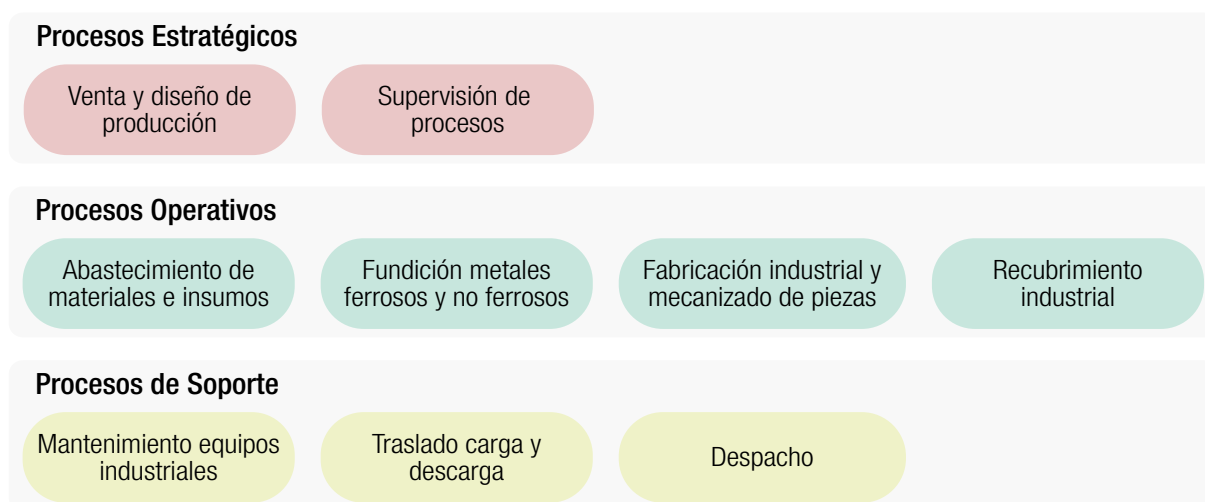 Procesos Estratégicos
Venta y diseño de
producción
Supervisión de
procesos
Procesos Operativos
Abastecimiento de
materiales e insumos
Fundición metales
ferrosos y no ferrosos
Fabricación industrial y
mecanizado de piezas
Recubrimiento
industrial
Procesos de Soporte
Mantenimiento equipos
industriales
Traslado carga y
descarga
Despacho